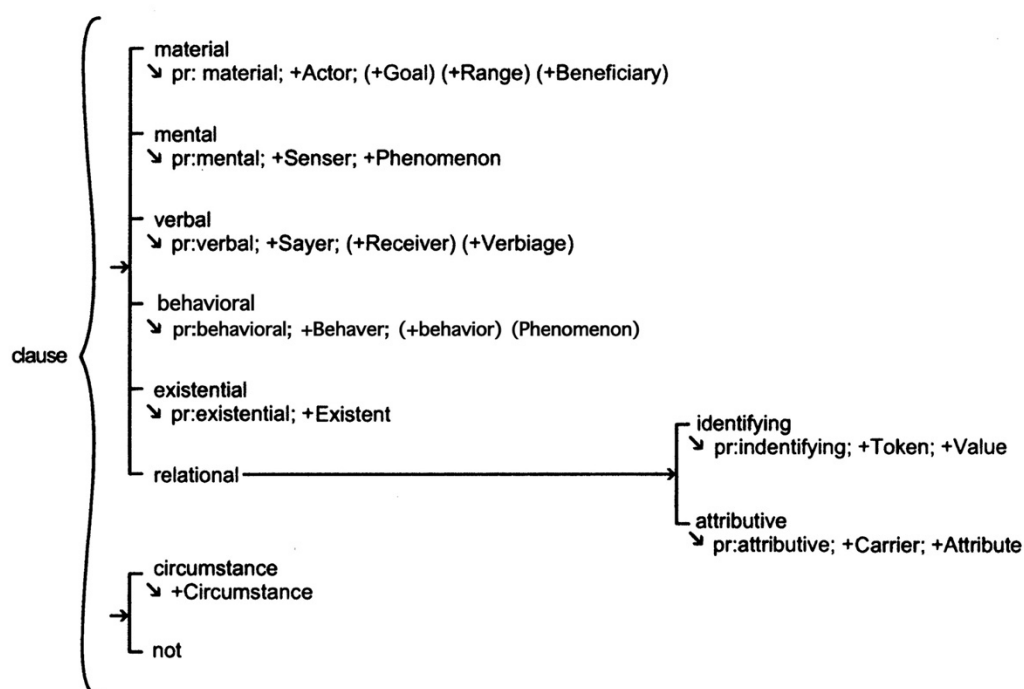 material
↘ pr: material; +Actor; (+Goal) (+Range) (+Beneficiary)
mental
↘ pr:mental; +Senser; +Phenomenon
verbal
↘ pr:verbal; +Sayer; (+Receiver) (+Verbiage)
behavioral
↘ pr:behavioral; +Behaver; (+behavior) (Phenomenon)
clause
existential
↘ pr:existential; +Existent
relational
identifying
↘ pr:indentifying; +Token; +Value
attributive
↘ pr:attributive; +Carrier; +Attribute
circumstance
↘ +Circumstance
not